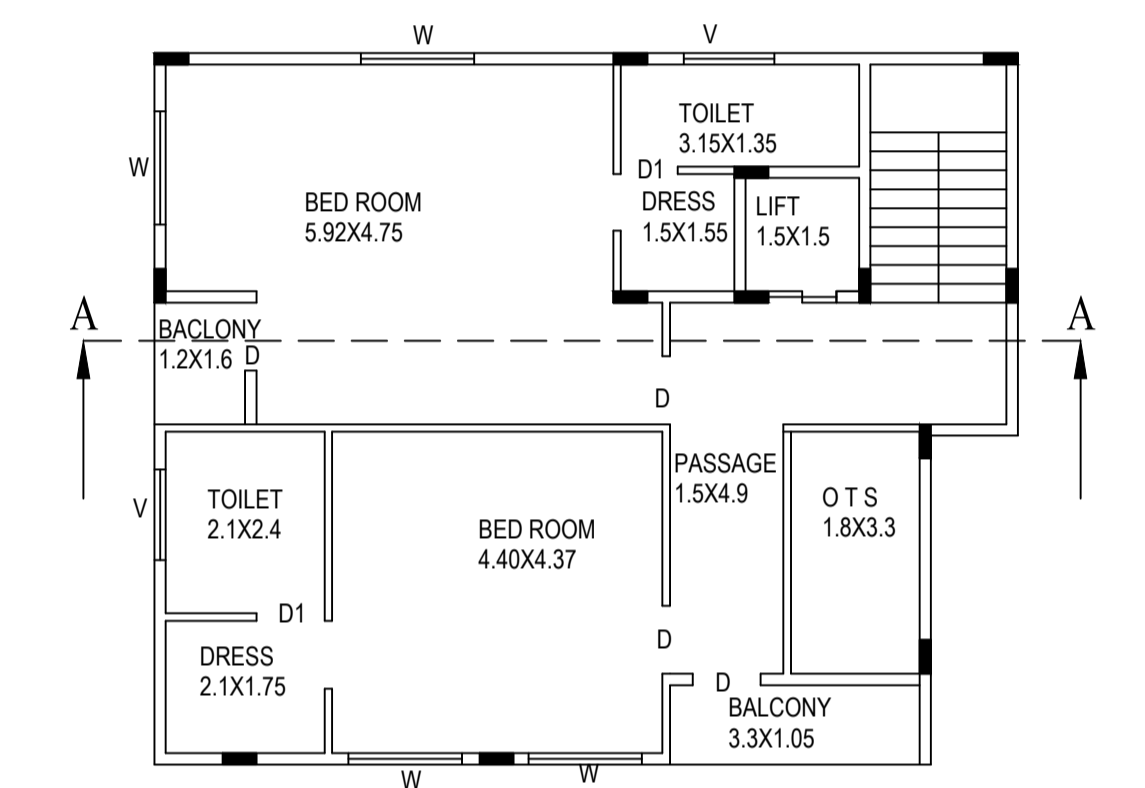 W
V
TOILET
3.15X1.35
W
D1
BED ROOM
5.92X4.75
DRESS
1.5X1.55
LIFT
1.5X1.5
A
A
BACLONY
1.2X1.6
D
D
PASSAGE
1.5X4.9
V
TOILET
2.1X2.4
BED ROOM
4.40X4.37
O T S
1.8X3.3
D1
D
DRESS
2.1X1.75
D
BALCONY
3.3X1.05
W
W